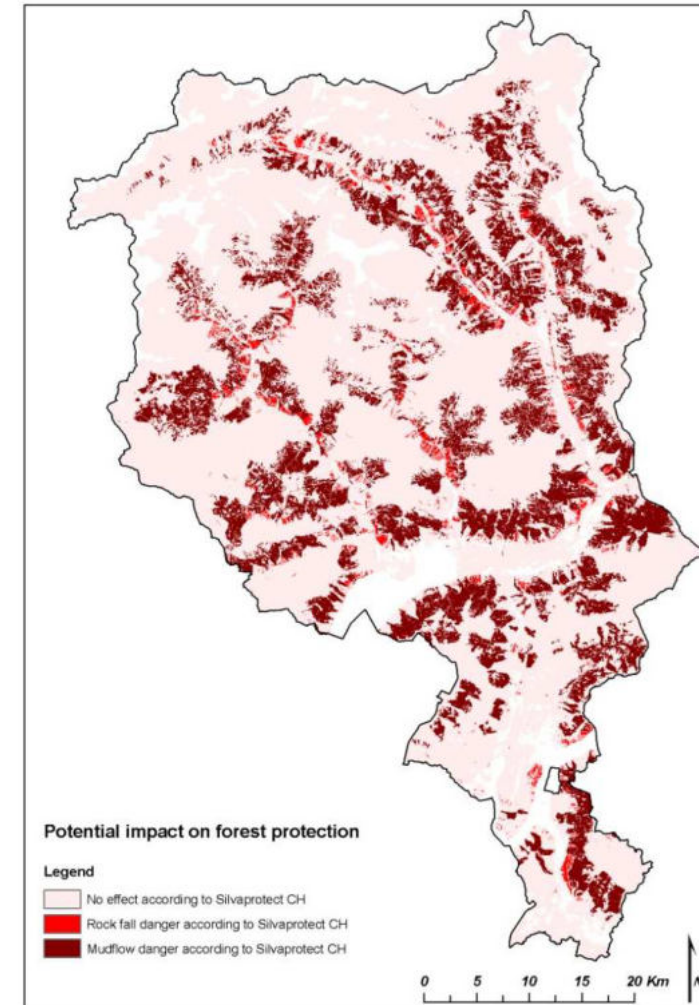 Potential impact on forest protection
Legend
No effect according to Silvaprotect CH
Rock fall danger according to Silvaprotect CH
Mudflow danger according to Silvaprotect CH
0 5 10 15 20 Km